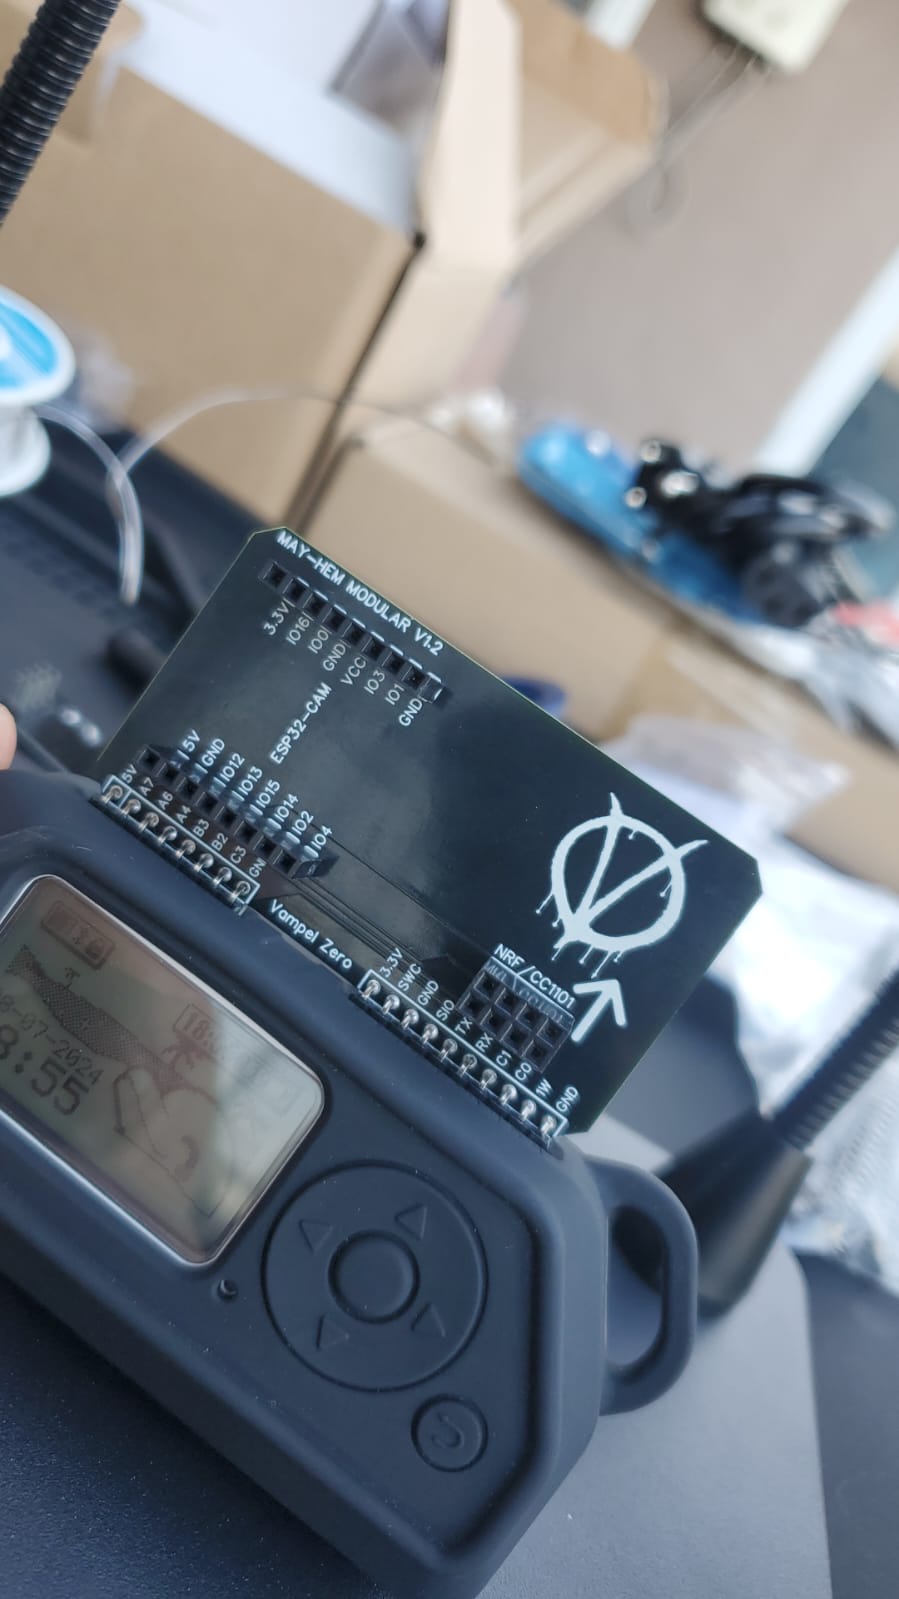 MAY-HEM MODULAR V1.2
3.3V
IO16
IO0
GND
VCC
IO3
IO1
GND
ESP32-CAM
5V
GND
IO12
IO13
IO15
IO14
IO2
IO4
5V
A7
A6
A4
B3
B2
C3
GN
Vampel Zero
NRF/CC1101
3.3V
SWC
GND
SIO
TX
RX
C1
C0
1W
GND
8-07-2024
8:55